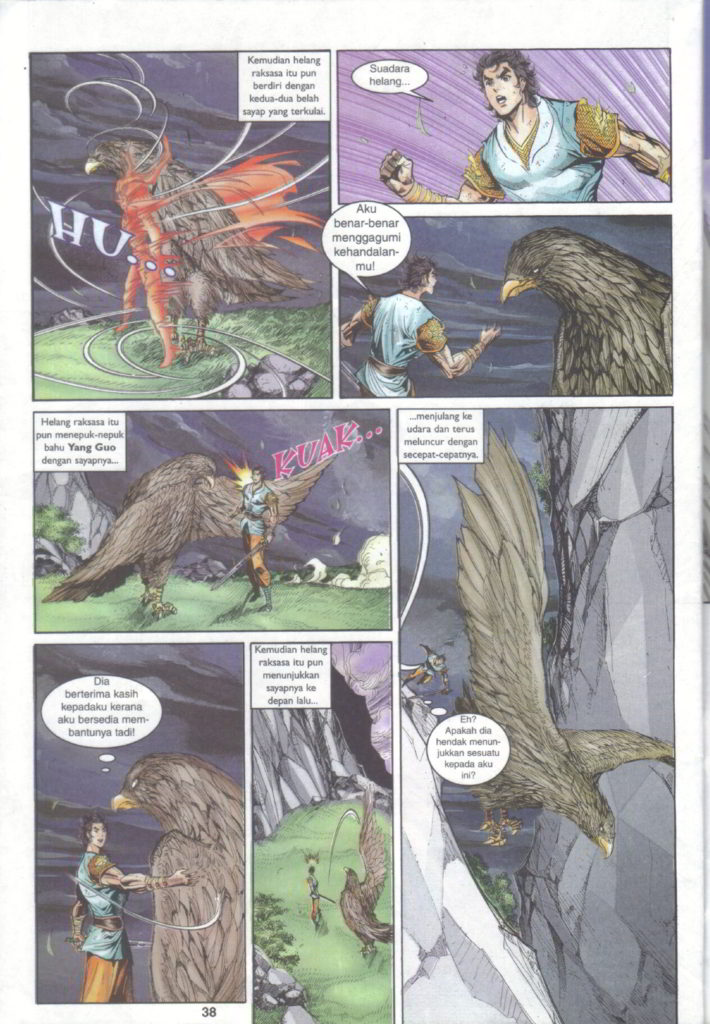 Kemudian helang
raksasa itu pun
berdiri dengan
kedua-dua belah
sayap yang terkulai.
HU...
Suadara
helang...
Aku
benar-benar
menggagumi
kehandalan-
mu!
Helang raksasa itu
pun menepuk-nepuk
bahu Yang Guo
dengan sayapnya...
KUAK...
Dia
berterima kasih
kepadaku kerana
aku bersedia mem-
bantunya tadi!
Kemudian helang
raksasa itu pun
menunjukkan
sayapnya ke
depan lalu...
...menjulang ke
udara dan terus
meluncur dengan
secepat-cepatnya.
Eh?
Apakah dia
hendak menun-
jukkan sesuatu
kepada aku
ini?
38